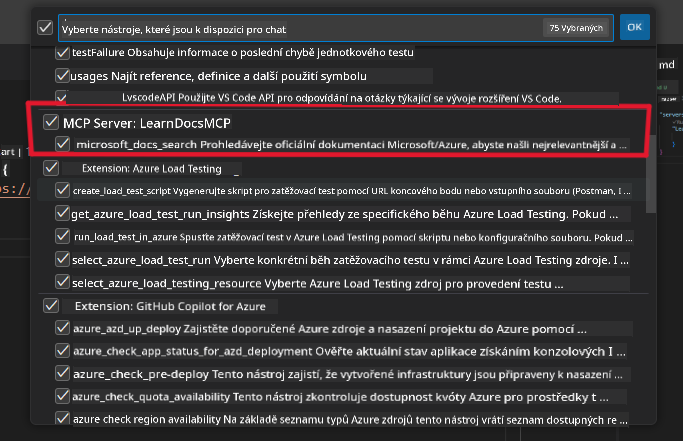 Vyberte nástroje, které jsou k dispozici pro chat
75 Vybraných
OK
testFailure Obsahuje informace o poslední chybě jednotkového testu
usages Najít reference, definice a další použití symbolu
LvscodeAPI Použijte VS Code API pro odpovídání na otázky týkající se vývoje rozšíření VS Code.
MCP Server: LearnDocsMCP
microsoft_docs_search Prohledávejte oficiální dokumentaci Microsoft/Azure, abyste našli nejrelevantnější a ...
Extension: Azure Load Testing
create_load_test_script Vygenerujte skript pro zatěžovací test pomocí URL koncového bodu nebo vstupního souboru (Postman, I ...
get_azure_load_test_run_insights Získejte přehledy ze specifického běhu Azure Load Testing. Pokud ...
run_load_test_in_azure Spusťte zatěžovací test v Azure Load Testing pomocí skriptu nebo konfiguračního souboru. Pokud ...
select_azure_load_test_run Vyberte konkrétní běh zatěžovacího testu v rámci Azure Load Testing zdroje. I ...
select_azure_load_testing_resource Vyberte Azure Load Testing zdroj pro provedení testu ...
Extension: GitHub Copilot for Azure
azure_azd_up_deploy Zajistěte doporučené Azure zdroje a nasazení projektu do Azure pomocí ...
azure_check_app_status_for_azd_deployment Ověřte aktuální stav aplikace získáním konzolových l ...
azure_check_pre-deploy Tento nástroj zajistí, že vytvořené infrastruktury jsou připraveny k nasazení ...
azure_check_quota_availability Tento nástroj zkontroluje dostupnost kvóty Azure pro prostředky v t ...
azure check region availability Na základě seznamu typů Azure zdrojů tento nástroj vrátí seznam dostupných re ...
md
art |
{
s://